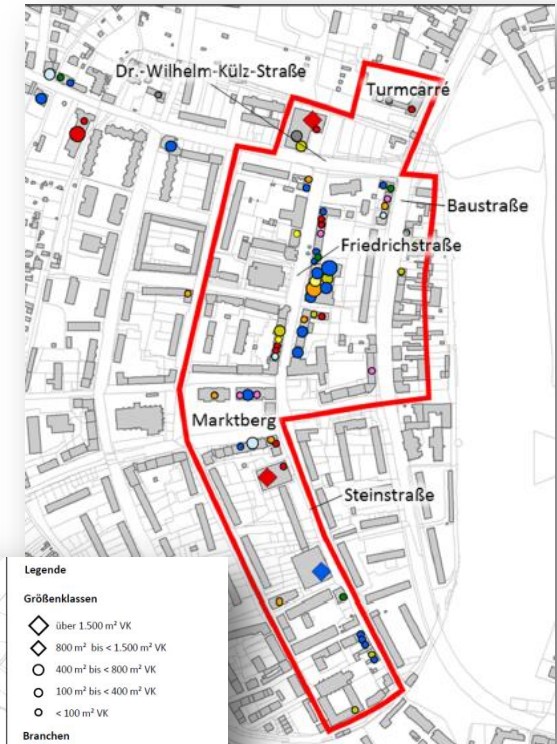 Dr.-Wilhelm-Külz-Straße
Turmcarré
Baustraße
Friedrichstraße
Marktberg
Steinstraße
Legende
Größenklassen
über 1.500 m² VK
800 m² bis < 1.500 m² VK
400 m² bis < 800 m² VK
100 m² bis < 400 m² VK
< 100 m² VK
Branchen